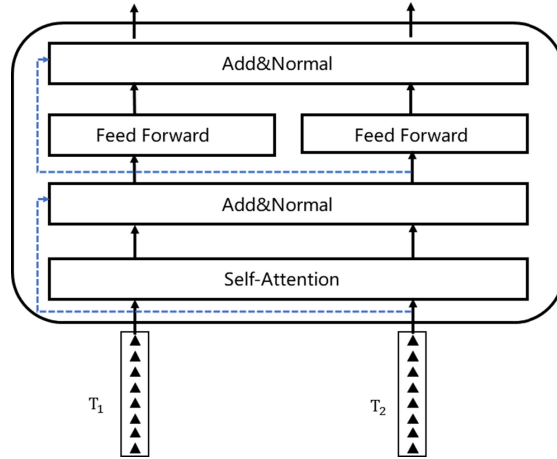 Add&Normal
Feed Forward
Feed Forward
Add&Normal
Self-Attention
T₁
T₂